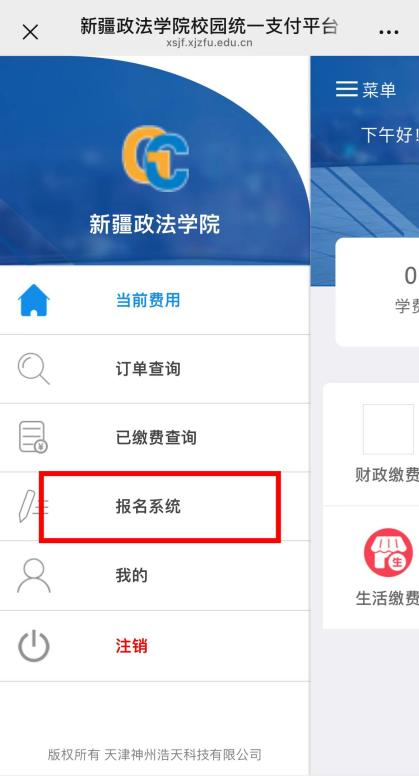 新疆政法学院校园统一支付平台
xsjf.xjzfu.edu.cn
菜单
下午好!
新疆政法学院
0
学费
当前费用
订单查询
已缴费查询
财政缴费
报名系统
我的
生活缴费
注销
版权所有 天津神州浩天科技有限公司